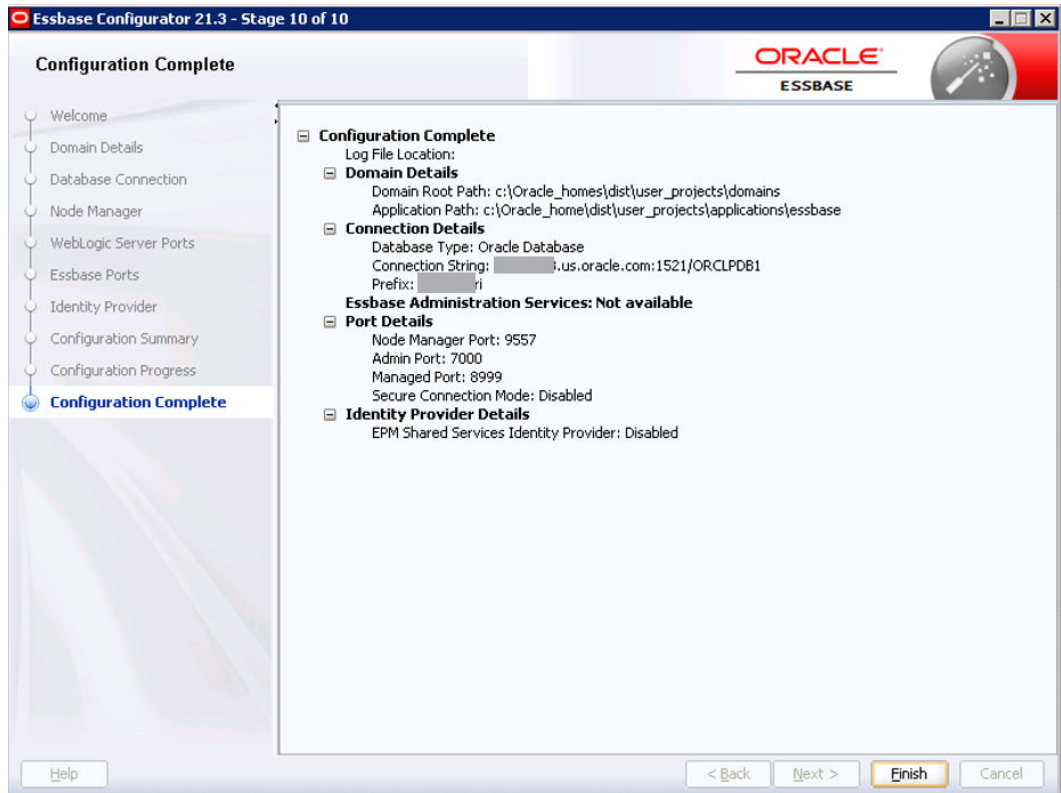 Essbase Configurator 21.3 - Stage 10 of 10
Configuration Complete
ORACLE
ESSBASE
Welcome
Domain Details
Database Connection
Node Manager
WebLogic Server Ports
Essbase Ports
Identity Provider
Configuration Summary
Configuration Progress
Configuration Complete
Configuration Complete
Log File Location:
Domain Details
Domain Root Path: c:\Oracle_homes\dist\user_projects\domains
Application Path: c:\Oracle_home\dist\user_projects\applications\essbase
Connection Details
Database Type: Oracle Database
Connection String: .us.oracle.com:1521/ORCLPDB1
Prefix: ri
Essbase Administration Services: Not available
Port Details
Node Manager Port: 9557
Admin Port: 7000
Managed Port: 8999
Secure Connection Mode: Disabled
Identity Provider Details
EPM Shared Services Identity Provider: Disabled
Help
< Back
Next >
Finish
Cancel